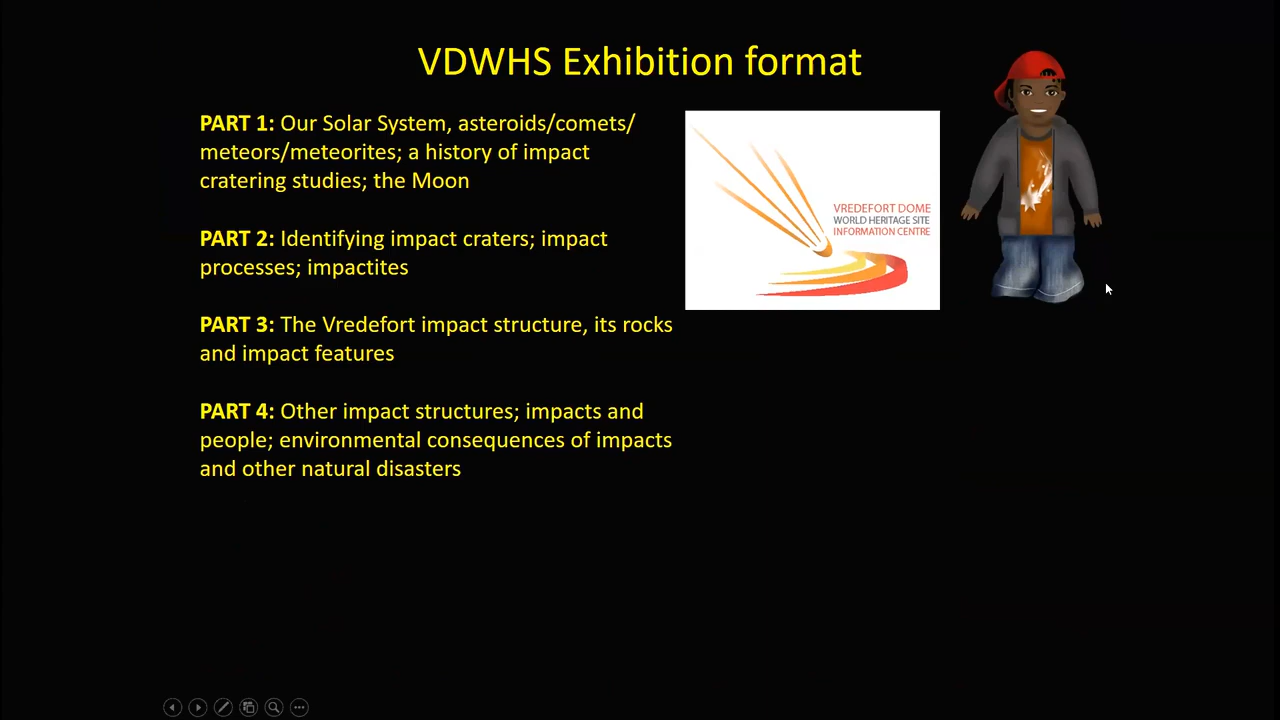 VDWHS Exhibition format
PART 1: Our Solar System, asteroids/comets/
meteors/meteorites; a history of impact
cratering studies; the Moon
PART 2: Identifying impact craters; impact
processes; impactites
PART 3: The Vredefort impact structure, its rocks
and impact features
PART 4: Other impact structures; impacts and
people; environmental consequences of impacts
and other natural disasters
VREDEFORT DOME
WORLD HERITAGE SITE
INFORMATION CENTRE